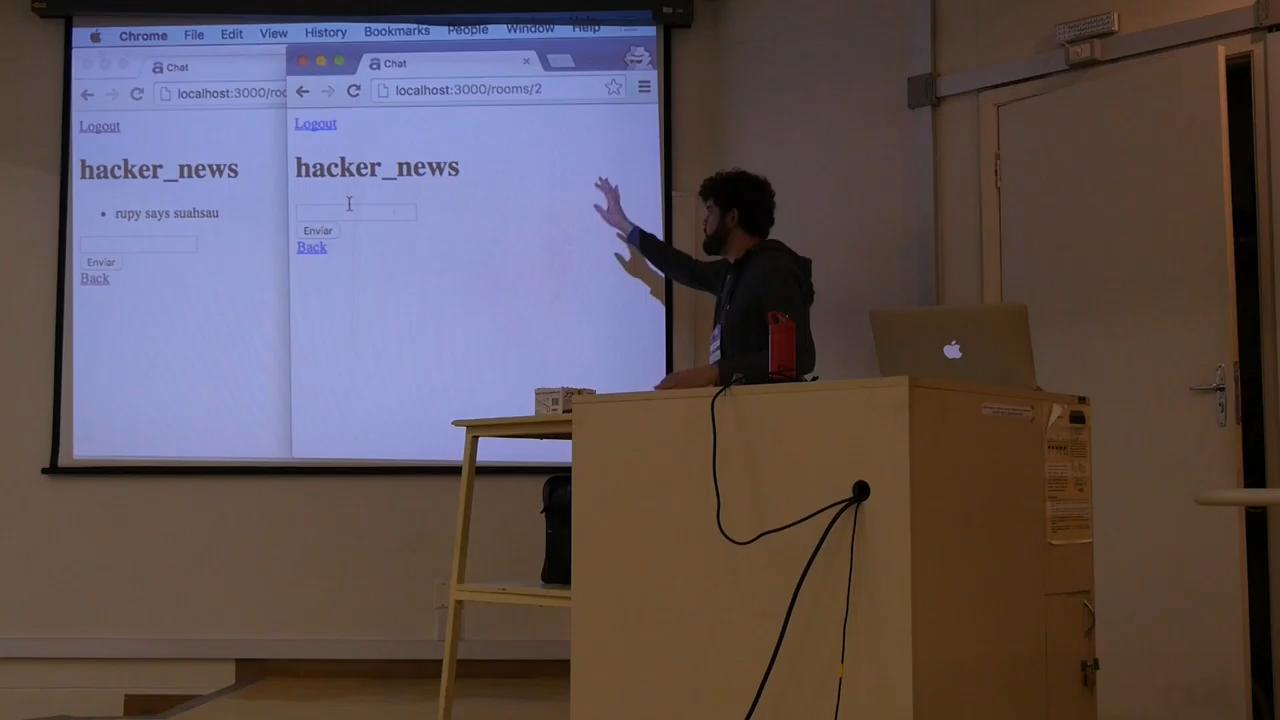 Chrome File Edit View History Bookmarks People Window Help
Chat
localhost:3000/roo
Logout
hacker_news
rupy says suahsau
Enviar
Back
Chat
localhost:3000/rooms/2
Logout
hacker_news
Enviar
Back